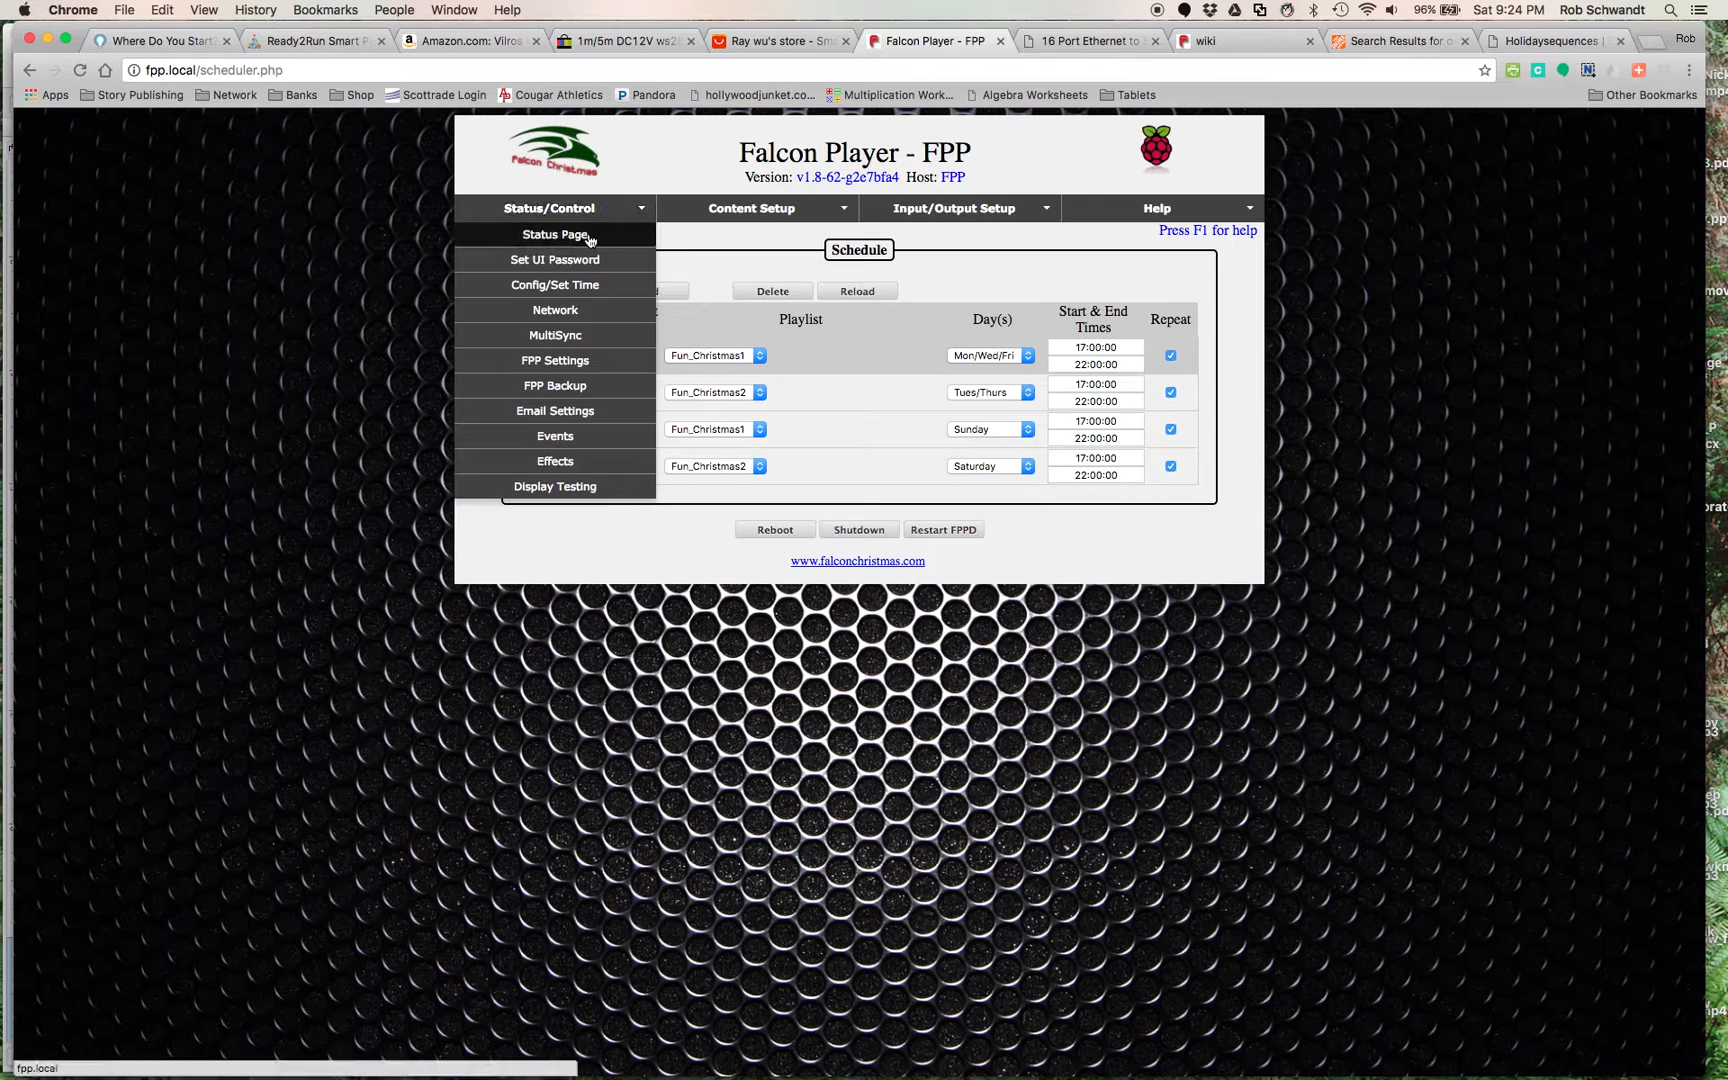 Chrome File Edit View History Bookmarks People Window Help 96% Sat 9:24 PM Rob Schwandt
Where Do You Start? Ready2Run Smart Pi Amazon.com: Vilros 1m/5m DC12V ws28 Ray wu's store - Sma Falcon Player - FPP 16 Port Ethernet to wiki Search Results for o Holidaysequences | Rob
fpp.local/scheduler.php
Apps Story Publishing Network Banks Shop Scottrade Login Cougar Athletics Pandora hollywoodjunket.co... Multiplication Work... Algebra Worksheets Tablets Other Bookmarks
Falcon Christmas
Falcon Player - FPP
Version: v1.8-62-g2e7bfa4 Host: FPP
Status/Control Content Setup Input/Output Setup Help
Press F1 for help
Status Page
Set UI Password
Config/Set Time
Network
MultiSync
FPP Settings
FPP Backup
Email Settings
Events
Effects
Display Testing
Schedule
Delete Reload
Playlist Day(s) Start & End Times Repeat
Fun_Christmas1 Mon/Wed/Fri 17:00:00
22:00:00
Fun_Christmas2 Tues/Thurs 17:00:00
22:00:00
Fun_Christmas1 Sunday 17:00:00
22:00:00
Fun_Christmas2 Saturday 17:00:00
22:00:00
Reboot Shutdown Restart FPPD
www.falconchristmas.com
fpp.local